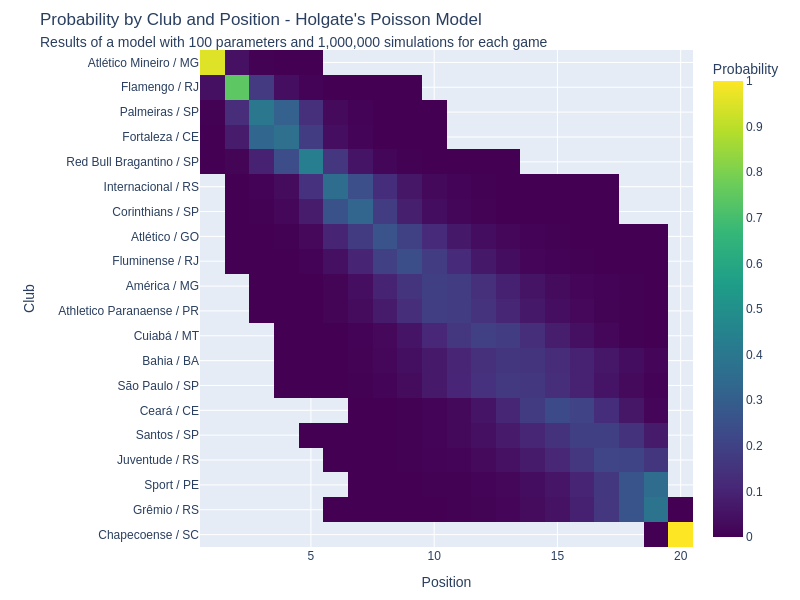 Probability by Club and Position - Holgate's Poisson Model
Results of a model with 100 parameters and 1,000,000 simulations for each game
Probability
Club
Atlético Mineiro / MG
Flamengo / RJ
Palmeiras / SP
Fortaleza / CE
Red Bull Bragantino / SP
Internacional / RS
Corinthians / SP
Atlético / GO
Fluminense / RJ
América / MG
Athletico Paranaense / PR
Cuiabá / MT
Bahia / BA
São Paulo / SP
Ceará / CE
Santos / SP
Juventude / RS
Sport / PE
Grêmio / RS
Chapecoense / SC
1
0.9
0.8
0.7
0.6
0.5
0.4
0.3
0.2
0.1
0
5 10 15 20
Position